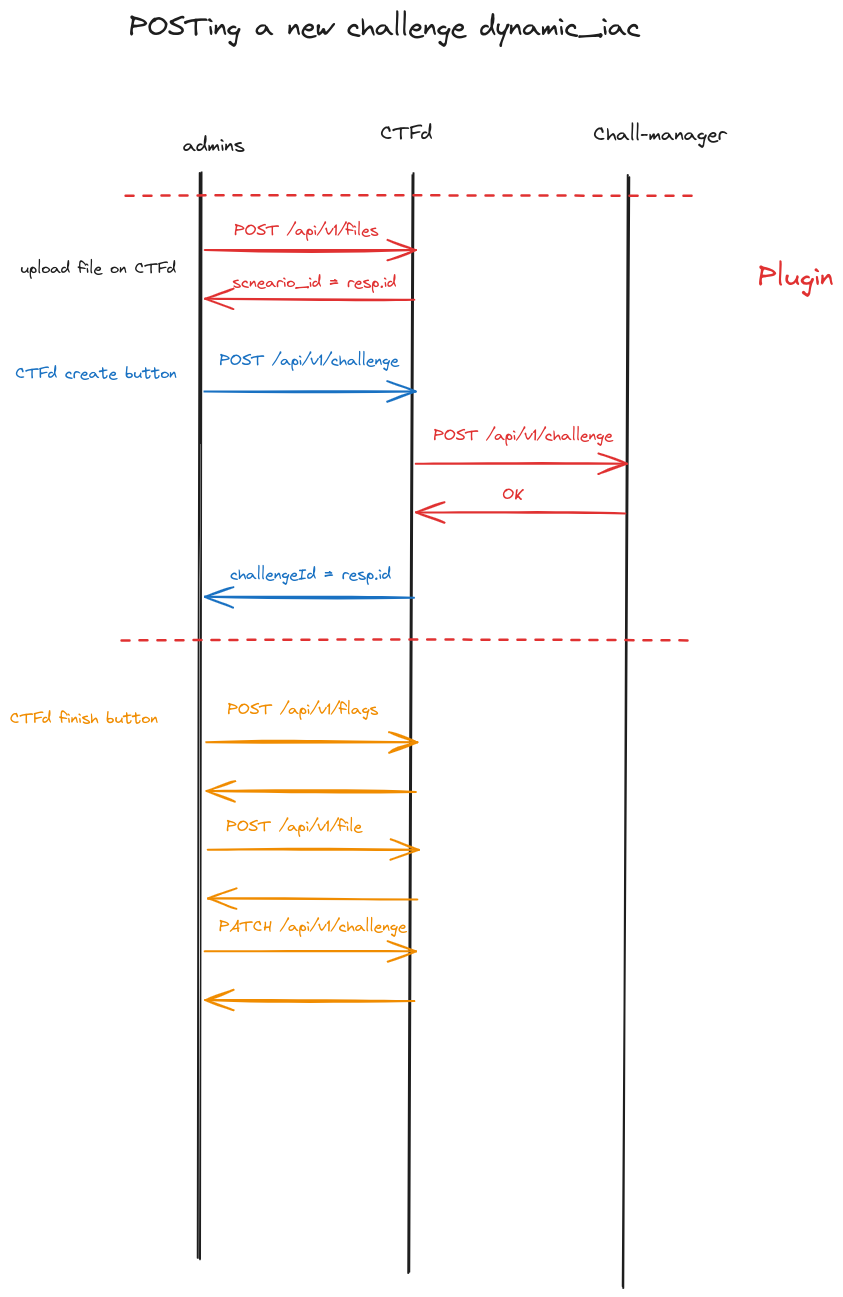 POSTing a new challenge dynamic_iac
admins
CTFd
Chall-manager
POST /api/v1/files
upload file on CTFd
scneario_id = resp.id
Plugin
POST /api/v1/challenge
CTFd create button
POST /api/v1/challenge
OK
challengeId = resp.id
CTFd finish button
POST /api/v1/flags
POST /api/v1/file
PATCH /api/v1/challenge